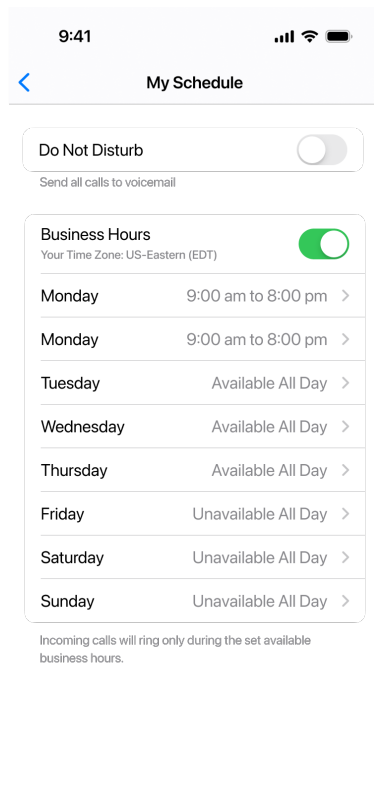 9:41
My Schedule
Do Not Disturb
Send all calls to voicemail
Business Hours
Your Time Zone: US-Eastern (EDT)
Monday 9:00 am to 8:00 pm
Monday 9:00 am to 8:00 pm
Tuesday Available All Day
Wednesday Available All Day
Thursday Available All Day
Friday Unavailable All Day
Saturday Unavailable All Day
Sunday Unavailable All Day
Incoming calls will ring only during the set available
business hours.